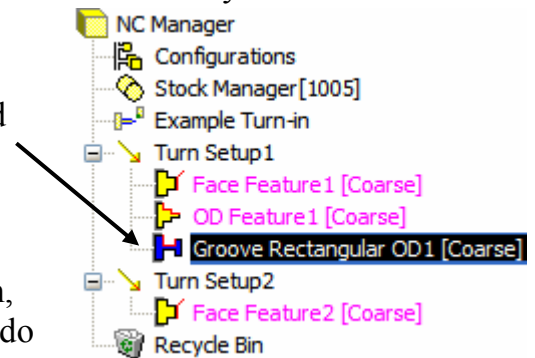 NC Manager
Configurations
Stock Manager[1005]
Example Turn-in
Turn Setup1
Face Feature1 [Coarse]
OD Feature1 [Coarse]
Groove Rectangular OD1 [Coarse]
Turn Setup2
Face Feature2 [Coarse]
do
Recycle Bin